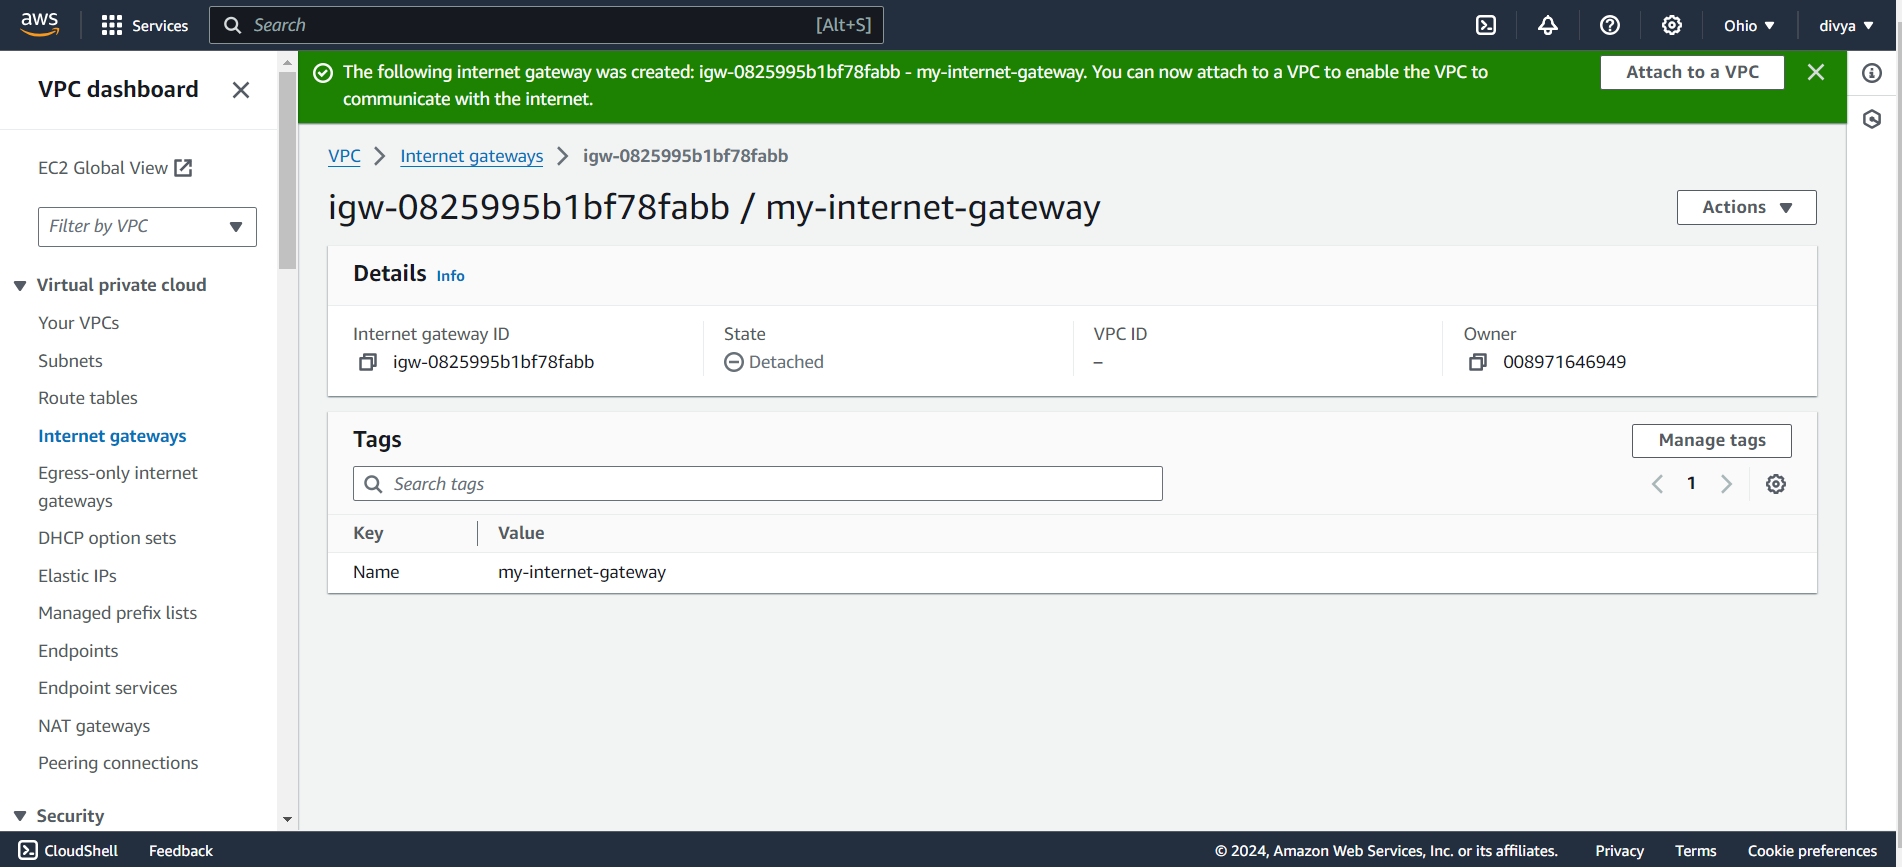 aws
Services
Search
[Alt+S]
Ohio
divya
VPC dashboard
EC2 Global View
Filter by VPC
Virtual private cloud
Your VPCs
Subnets
Route tables
Internet gateways
Egress-only internet
gateways
DHCP option sets
Elastic IPs
Managed prefix lists
Endpoints
Endpoint services
NAT gateways
Peering connections
Security
The following internet gateway was created: igw-0825995b1bf78fabb - my-internet-gateway. You can now attach to a VPC to enable the VPC to
communicate with the internet.
Attach to a VPC
VPC
Internet gateways
igw-0825995b1bf78fabb
igw-0825995b1bf78fabb / my-internet-gateway
Actions
Details Info
Internet gateway ID
igw-0825995b1bf78fabb
State
Detached
VPC ID
–
Owner
008971646949
Tags
Manage tags
Search tags
1
Key
Value
Name
my-internet-gateway
CloudShell
Feedback
© 2024, Amazon Web Services, Inc. or its affiliates.
Privacy
Terms
Cookie preferences